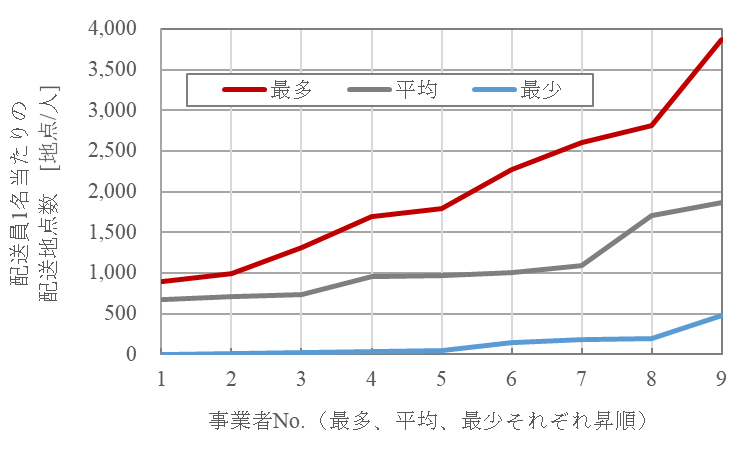 4,000
3,500
3,000
2,500
2,000
1,500
1,000
500
0
配送員1名当たりの
配送地点数　[地点/人]
最多 平均 最少
1 2 3 4 5 6 7 8 9
事業者No.（最多、平均、最少それぞれ昇順）